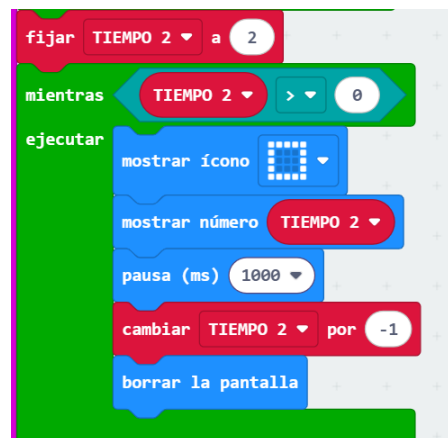 fijar TIEMPO 2 a 2
mientras TIEMPO 2 > 0
ejecutar
mostrar ícono
mostrar número TIEMPO 2
pausa (ms) 1000
cambiar TIEMPO 2 por -1
borrar la pantalla